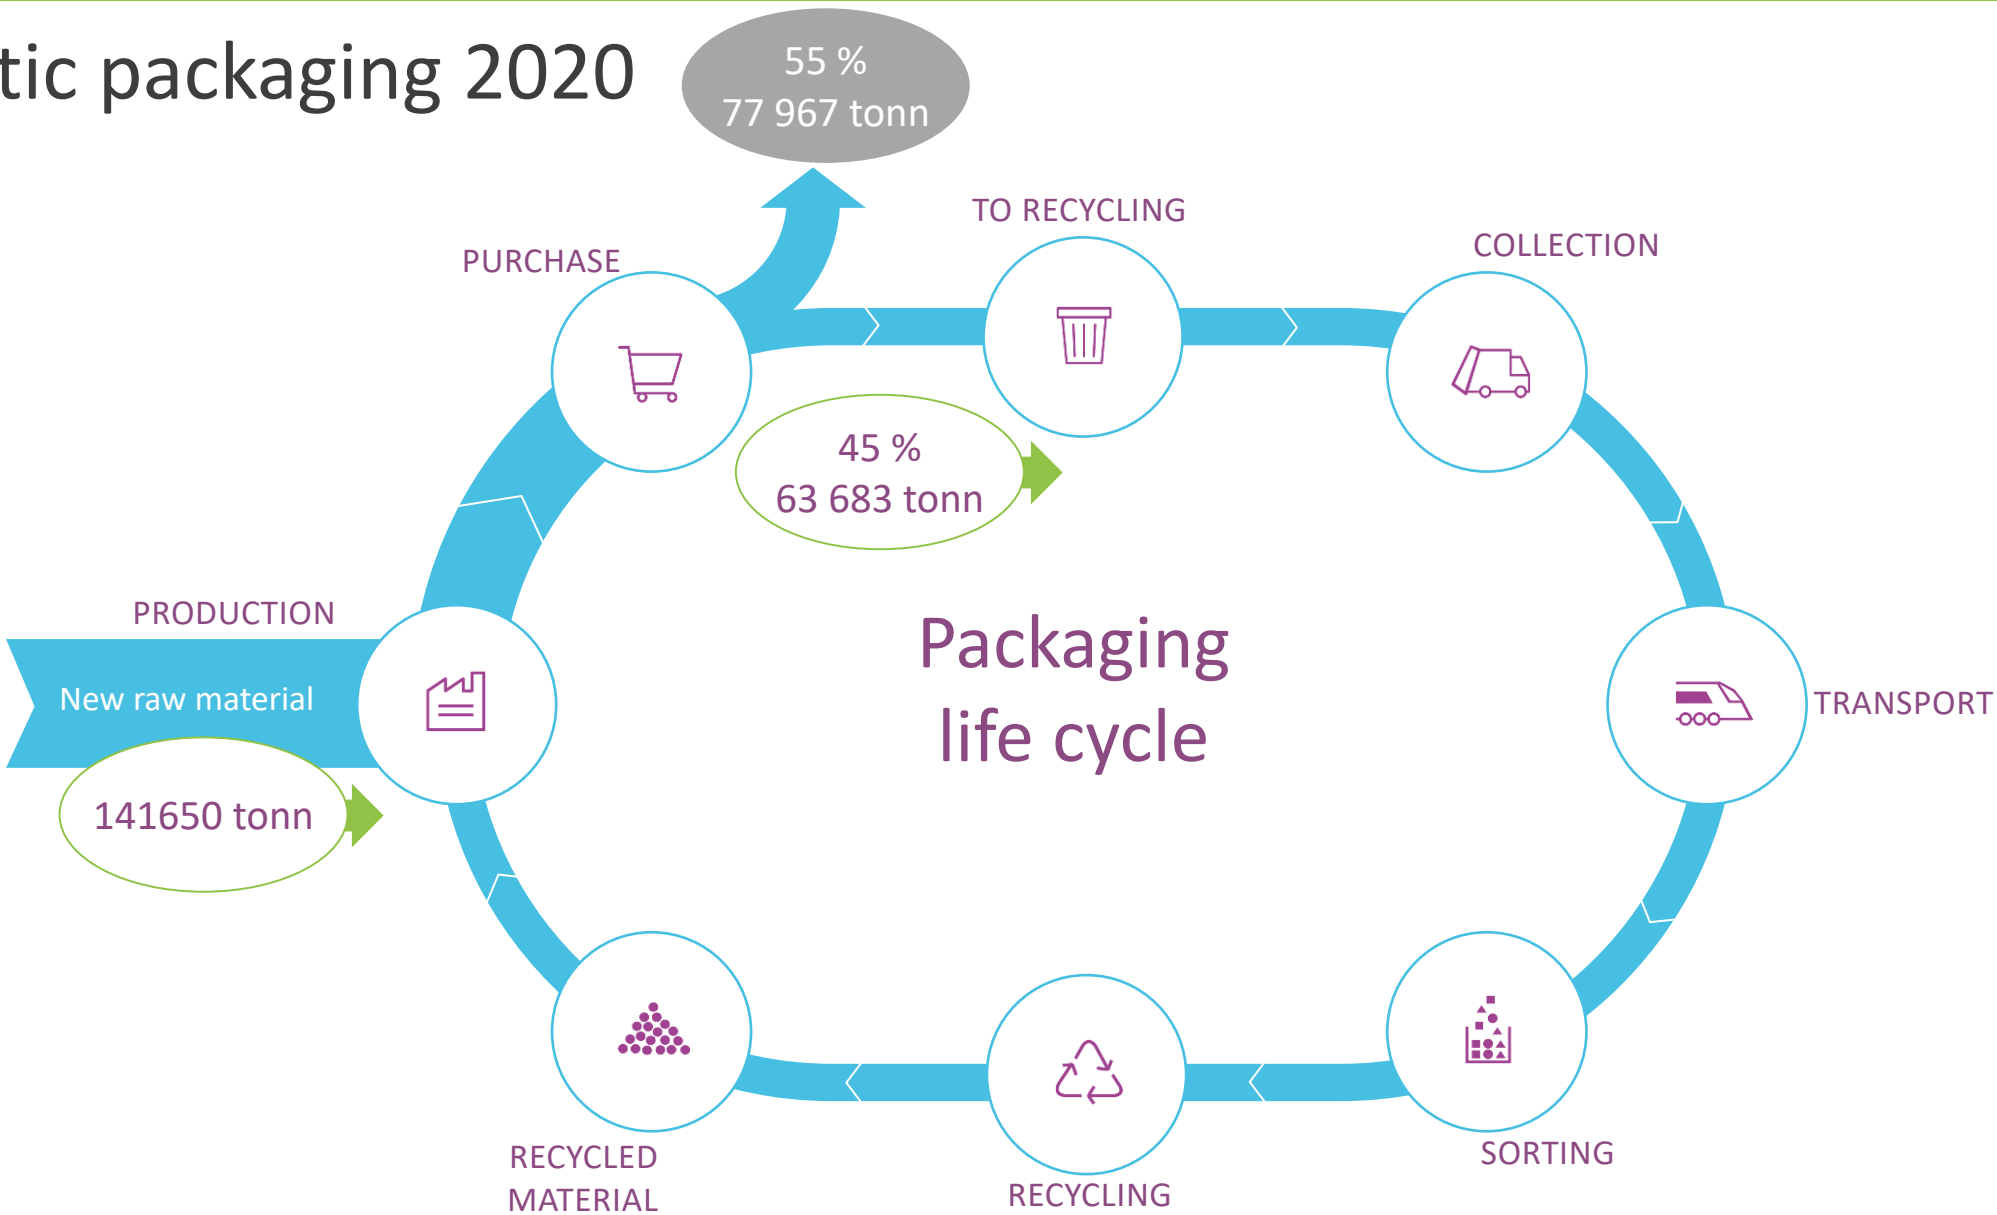 tic packaging 2020
55 %
77 967 tonn
TO RECYCLING
COLLECTION
PURCHASE
45 %
63 683 tonn
PRODUCTION
New raw material
141650 tonn
Packaging
life cycle
TRANSPORT
SORTING
RECYCLING
RECYCLED
MATERIAL